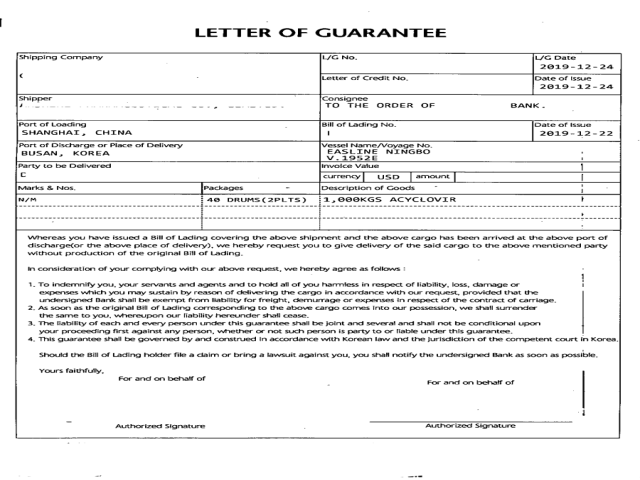 LETTER OF GUARANTEE
Shipping Company
L/G No.
L/G Date
2019-12-24
Letter of Credit No.
Date of Issue
2019-12-24
Shipper
Consignee
TO THE ORDER OF BANK.
Port of Loading
SHANGHAI, CHINA
Bill of Lading No.
Date of Issue
2019-12-22
Port of Discharge or Place of Delivery
BUSAN, KOREA
Vessel Name/Voyage No.
EASLINE NINGBO
V.1952E
Party to be Delivered
Invoice Value
currency USD amount
Marks & Nos.
Packages
Description of Goods
N/M
40 DRUMS(2PLTS)
1,000KGS ACYCLOVIR
Whereas you have issued a Bill of Lading covering the above shipment and the above cargo has been arrived at the above port of
discharge(or the above place of delivery), we hereby request you to give delivery of the said cargo to the above mentioned party
without production of the original Bill of Lading.
In consideration of your complying with our above request, we hereby agree as follows :
1. To indemnify you, your servants and agents and to hold all of you harmless in respect of liability, loss, damage or
expenses which you may sustain by reason of delivering the cargo in accordance with our request, provided that the
undersigned Bank shall be exempt from liability for freight, demurrage or expenses in respect of the contract of carriage.
2. As soon as the original Bill of Lading corresponding to the above cargo comes into our possession, we shall surrender
the same to you, whereupon our liability hereunder shall cease.
3. The liability of each and every person under this guarantee shall be joint and several and shall not be conditional upon
your proceeding first against any person, whether or not such person is party to or liable under this guarantee.
4. This guarantee shall be governed by and construed in accordance with Korean law and the Jurisdiction of the competent court in Korea.
Should the Bill of Lading holder file a claim or bring a lawsuit against you, you shall notify the undersigned Bank as soon as possible.
Yours faithfully,
For and on behalf of
For and on behalf of
Authorized Signature
Authorized Signature